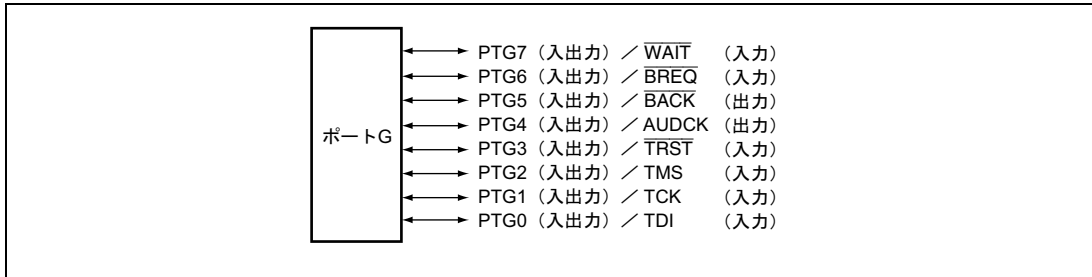 ポートG
PTG7（入出力）／WAIT （入力）
PTG6（入出力）／BREQ （入力）
PTG5（入出力）／BACK （出力）
PTG4（入出力）／AUDCK （出力）
PTG3（入出力）／TRST （入力）
PTG2（入出力）／TMS （入力）
PTG1（入出力）／TCK （入力）
PTG0（入出力）／TDI （入力）